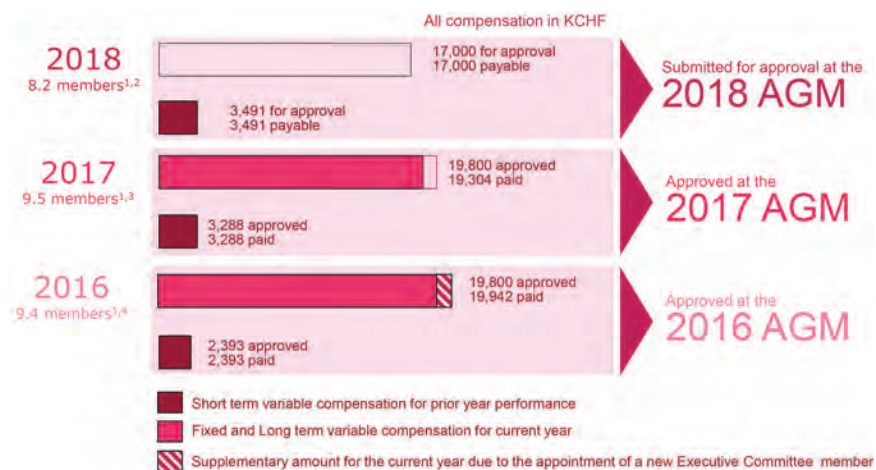 All compensation in KCHF
2018
8.2 members1,2
17,000 for approval
17,000 payable
3,491 for approval
3,491 payable
Submitted for approval at the
2018 AGM
2017
9.5 members1,3
19,800 approved
19,304 paid
3,288 approved
3,288 paid
Approved at the
2017 AGM
2016
9.4 members1,4
19,800 approved
19,942 paid
2,393 approved
2,393 paid
Approved at the
2016 AGM
Short term variable compensation for prior year performance
Fixed and Long term variable compensation for current year
Supplementary amount for the current year due to the appointment of a new Executive Committee member